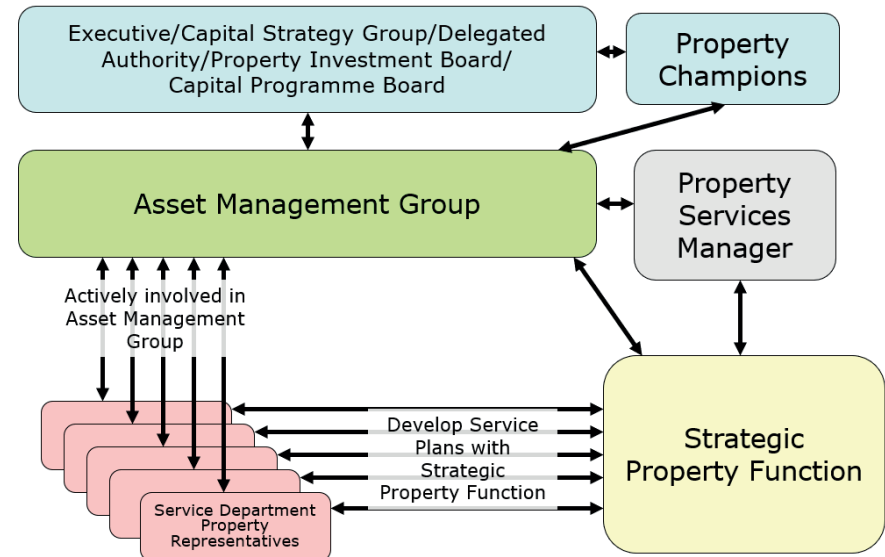 Executive/Capital Strategy Group/Delegated
Authority/Property Investment Board/
Capital Programme Board
Property
Champions
Asset Management Group
Property
Services
Manager
Actively involved in
Asset Management
Group
Develop Service
Plans with
Strategic
Property Function
Strategic
Property Function
Service Department
Property
Representatives